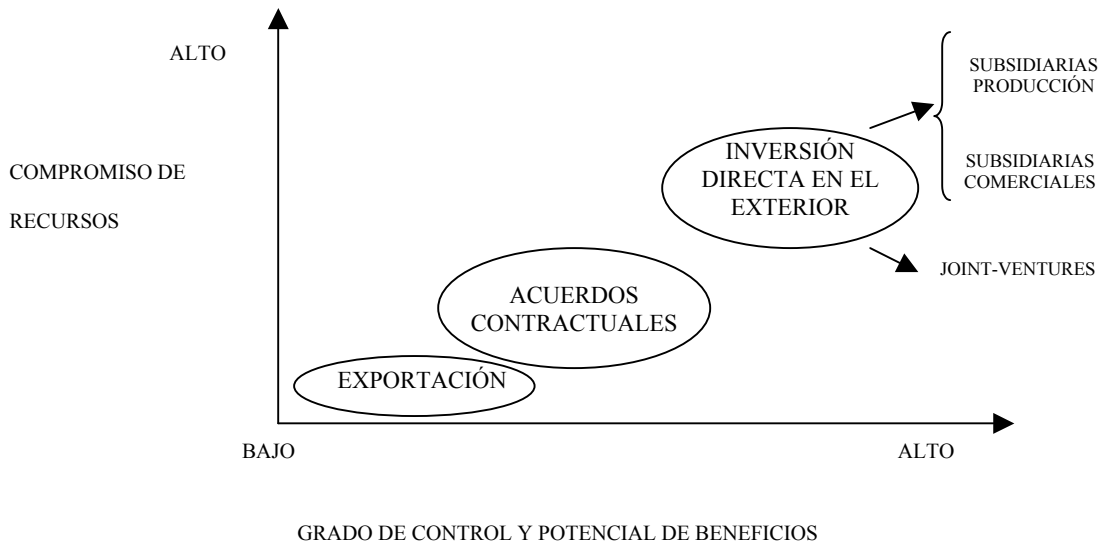 ALTO
SUBSIDIARIAS
PRODUCCIÓN
INVERSIÓN
DIRECTA EN EL
EXTERIOR
COMPROMISO DE
RECURSOS
SUBSIDIARIAS
COMERCIALES
JOINT-VENTURES
ACUERDOS
CONTRACTUALES
EXPORTACIÓN
BAJO
ALTO
GRADO DE CONTROL Y POTENCIAL DE BENEFICIOS